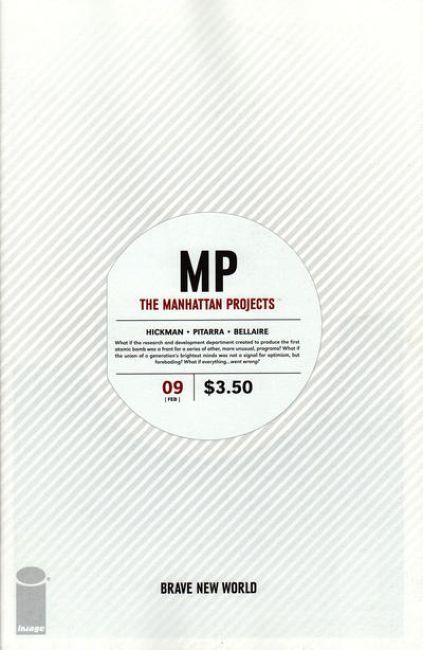 MP
THE MANHATTAN PROJECTS™
HICKMAN • PITARRA • BELLAIRE
What if the research and development department created to produce the first
atomic bomb was a front for a series of other, more unusual, programs? What if
the union of a generation's brightest minds was not a signal for optimism, but
foreboding? What if everything...went wrong?
09
[ FEB ]
$3.50
BRAVE NEW WORLD
image